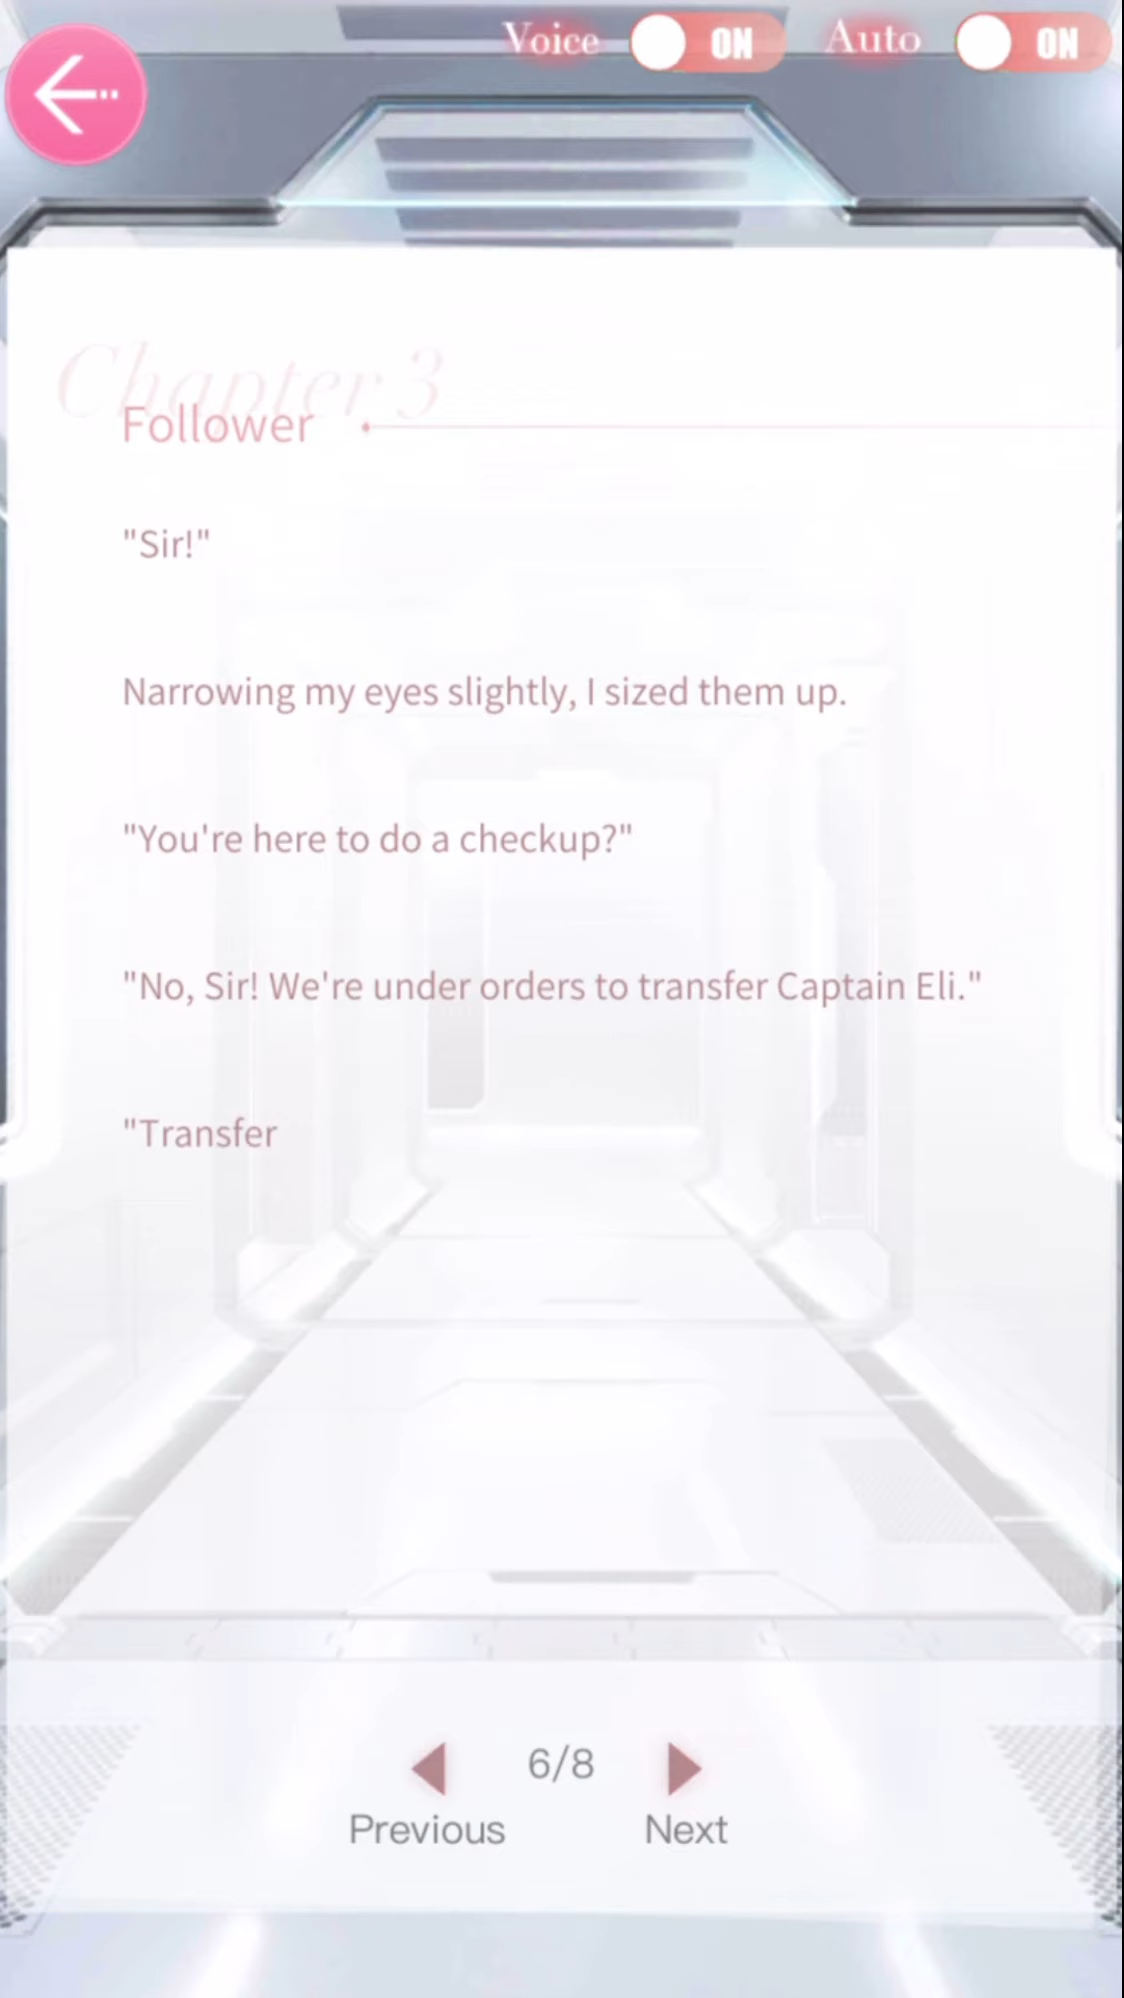 Voice ON Auto ON
Chapter 3
Follower
"Sir!"
Narrowing my eyes slightly, I sized them up.
"You're here to do a checkup?"
"No, Sir! We're under orders to transfer Captain Eli."
"Transfer
6/8
Previous Next